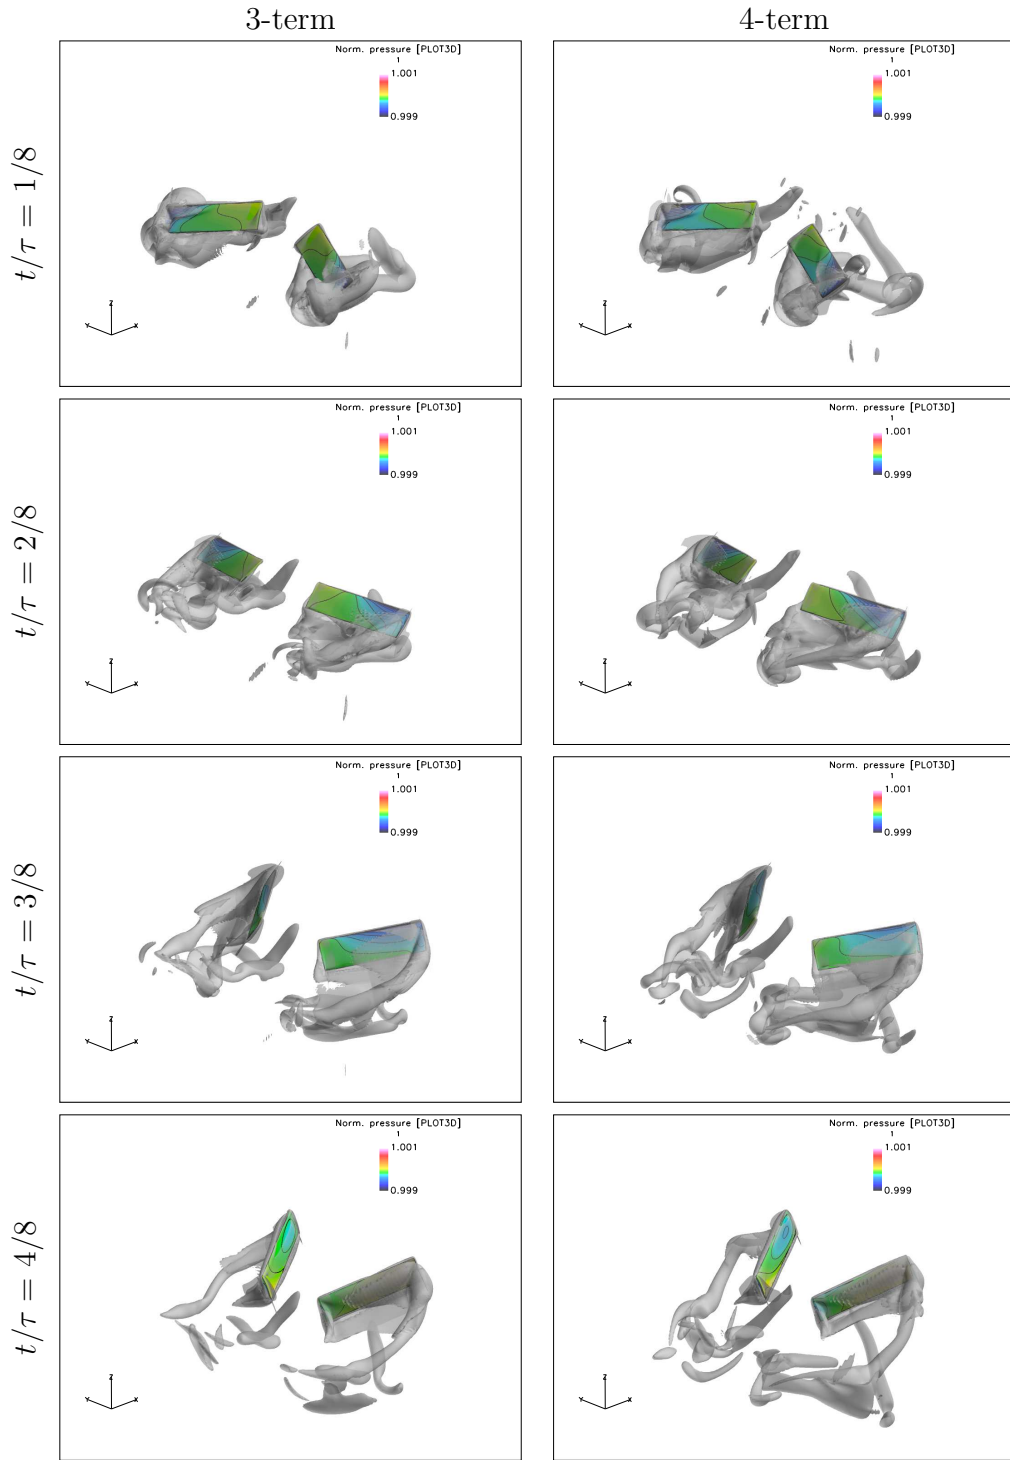 3-term 4-term
t/τ = 1/8
Norm. pressure [PLOT3D]
1
1.001
0.999
Z
Y X
Norm. pressure [PLOT3D]
1
1.001
0.999
Z
Y X
t/τ = 2/8
Norm. pressure [PLOT3D]
1
1.001
0.999
Z
Y X
Norm. pressure [PLOT3D]
1
1.001
0.999
Z
Y X
t/τ = 3/8
Norm. pressure [PLOT3D]
1
1.001
0.999
Z
Y X
Norm. pressure [PLOT3D]
1
1.001
0.999
Z
Y X
t/τ = 4/8
Norm. pressure [PLOT3D]
1
1.001
0.999
Z
Y X
Norm. pressure [PLOT3D]
1
1.001
0.999
Z
Y X